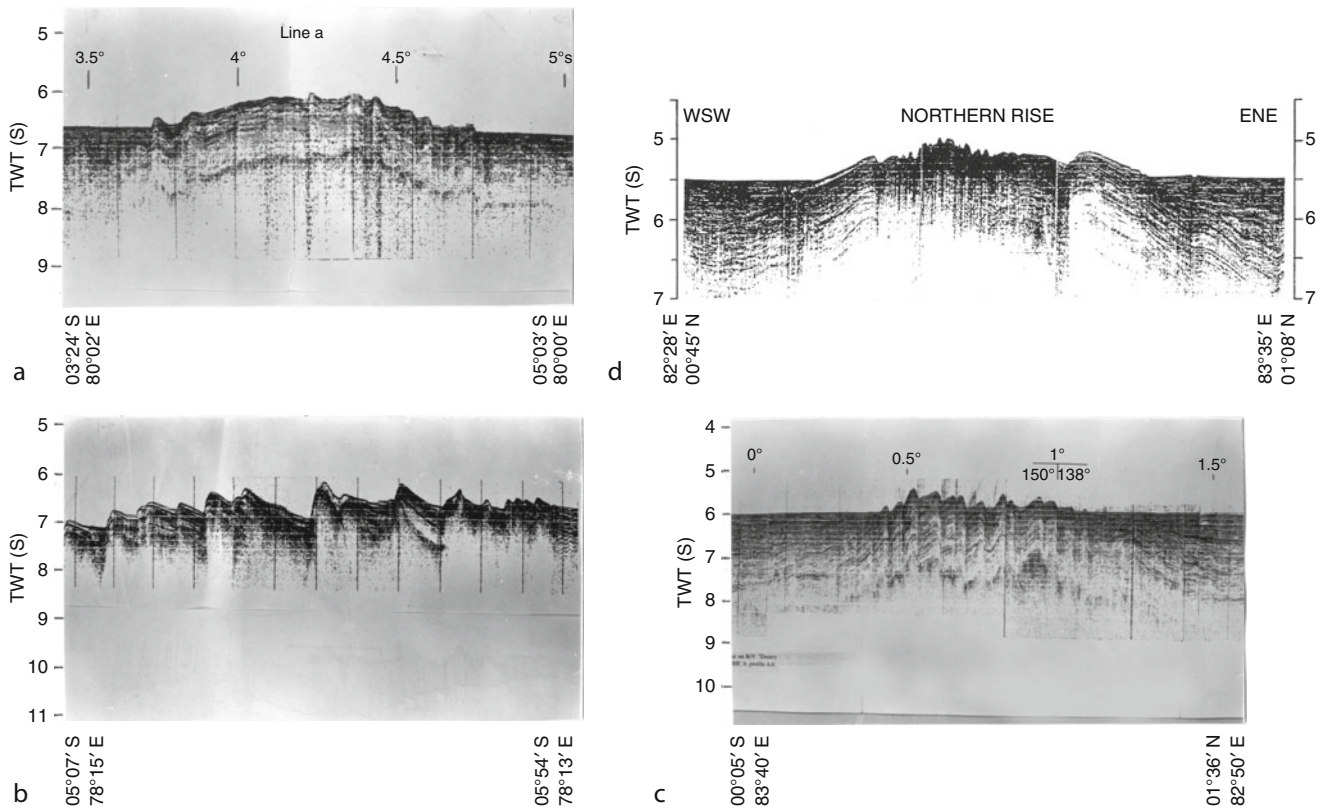 Line a
3.5° 4° 4.5° 5°s
5
6
7
8
9
TWT (S)
03°24′ S
80°02′ E
05°03′ S
80°00′ E
a
WSW NORTHERN RISE ENE
5 5
6 6
7 7
TWT (S)
82°28′ E
00°45′ N
83°35′ E
01°08′ N
d
5
6
7
8
9
10
11
TWT (S)
05°07′ S
78°15′ E
05°54′ S
78°13′ E
b
4
5
6
7
8
9
10
TWT (S)
0° 0.5° 1° 1.5°
150° 138°
00°05′ S
83°40′ E
01°36′ N
82°50′ E
c